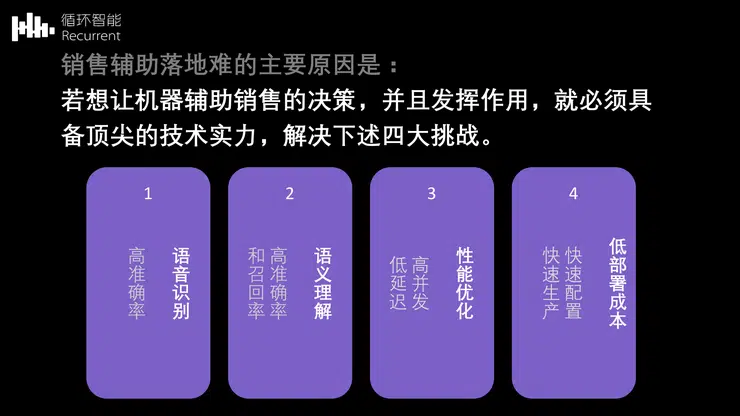 循环智能
Recurrent
销售辅助落地难的主要原因是：
若想让机器辅助销售的决策，并且发挥作用，就必须具
备顶尖的技术实力，解决下述四大挑战。
1
语音识别
高准确率
2
语义理解
高准确率
和召回率
3
性能优化
高并发
低延迟
4
低部署成本
快速配置
快速生产